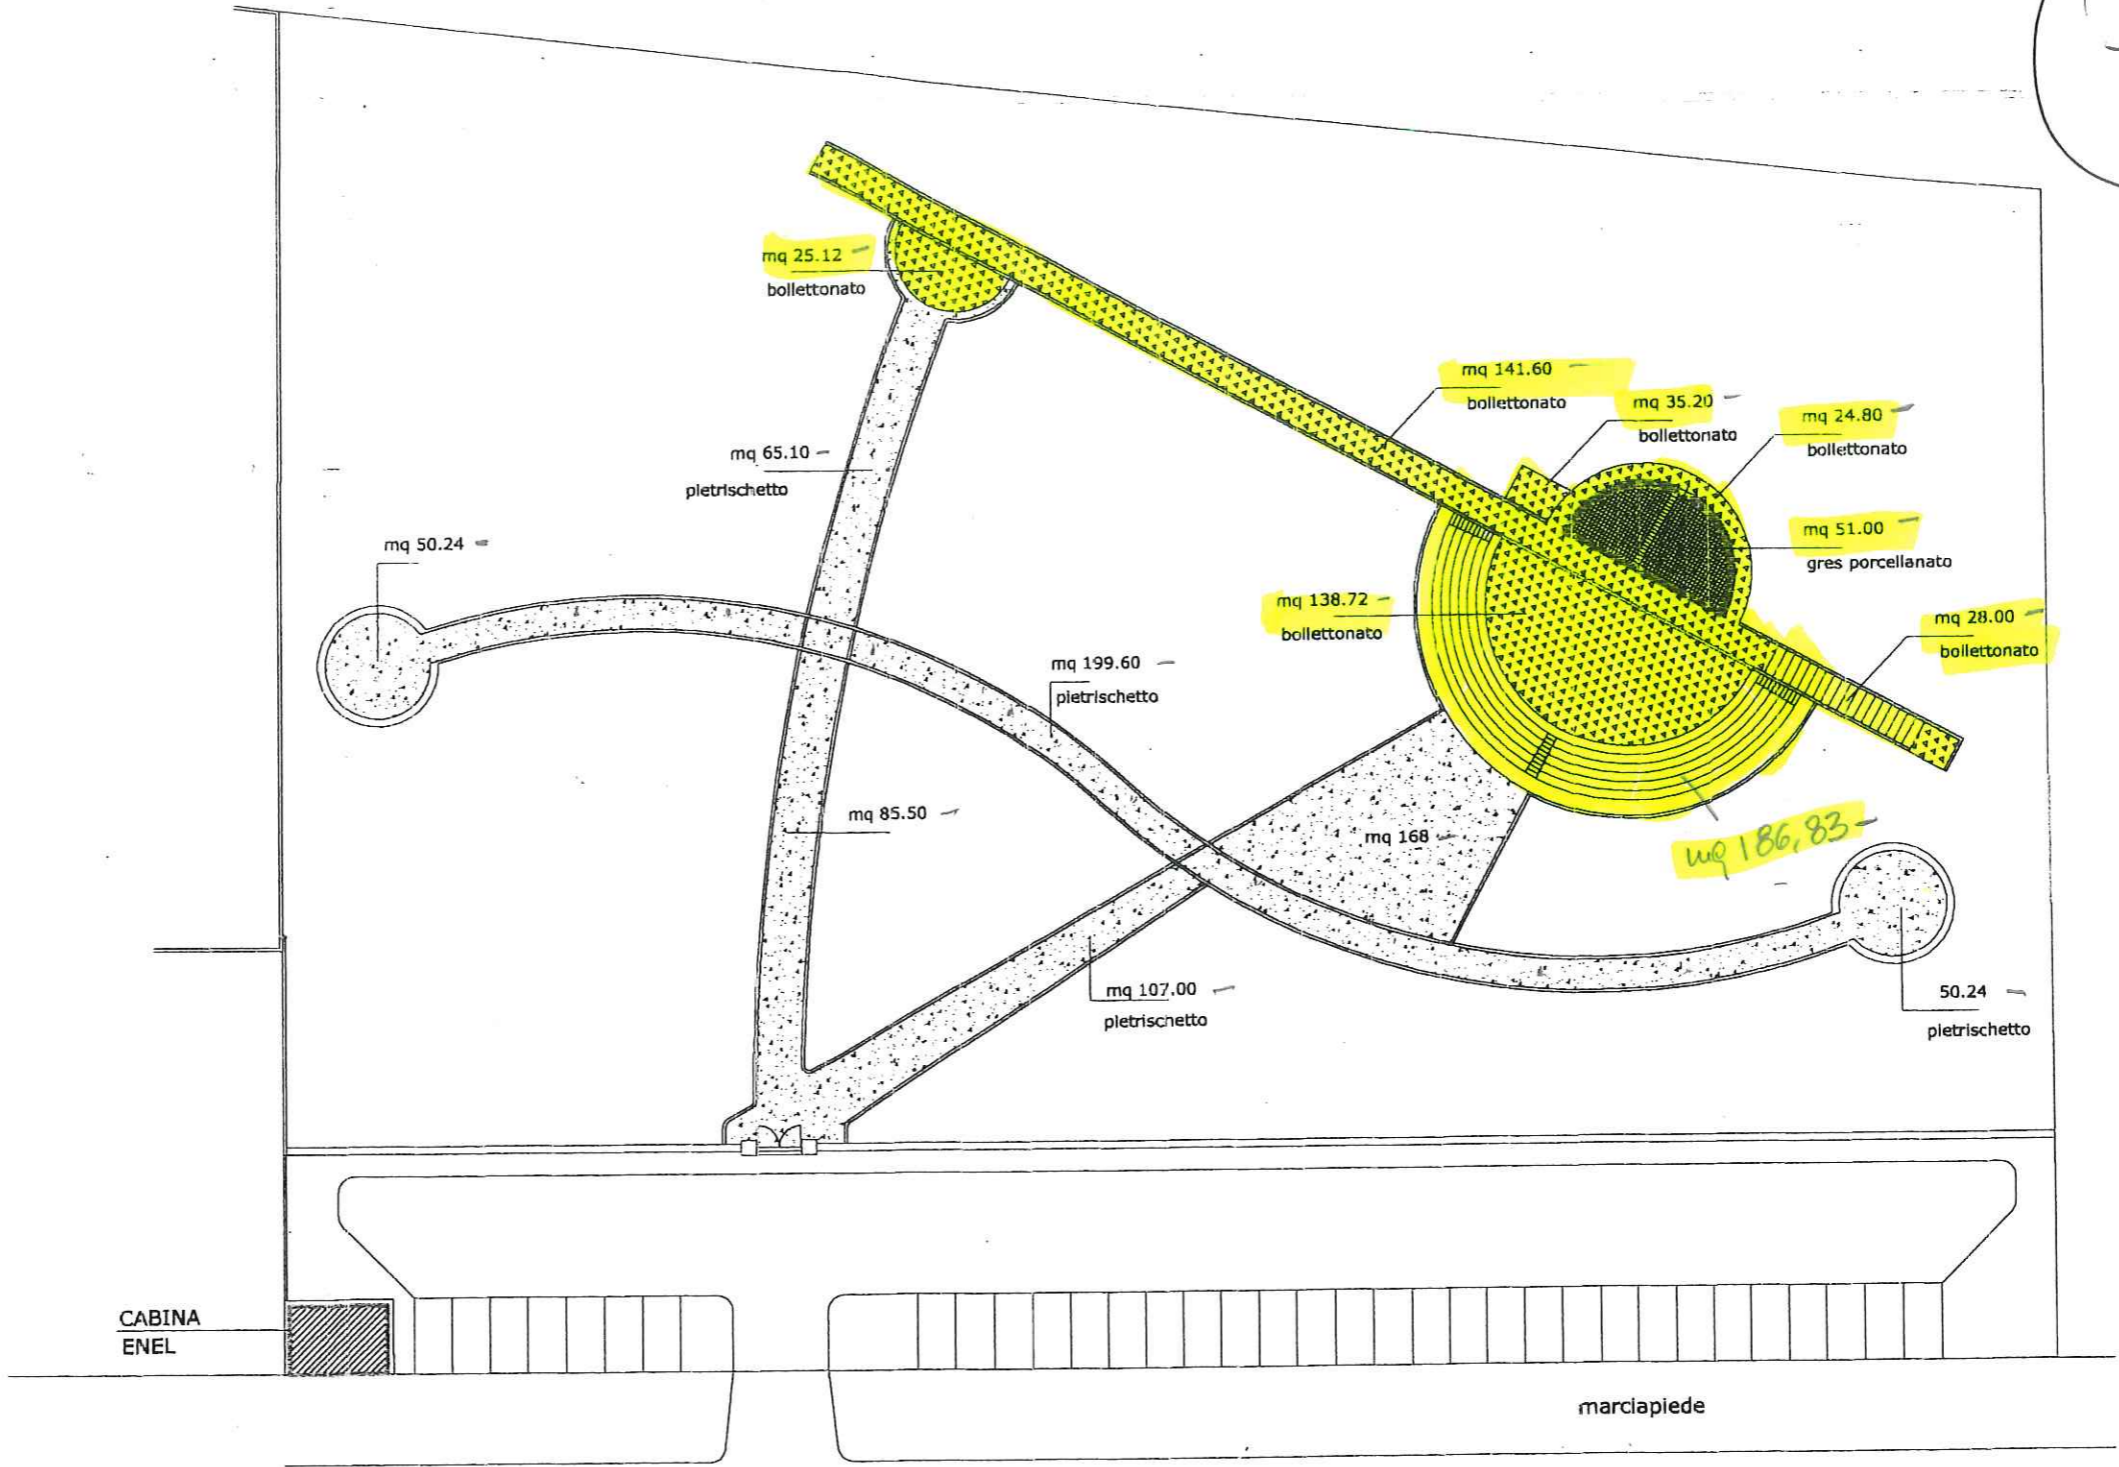 mq 25.12
bollettonato
mq 141.60
bollettonato
mq 35.20
bollettonato
mq 24.80
bollettonato
mq 65.10
pietrischetto
mq 51.00
gres porcellanato
mq 50.24
mq 138.72
bollettonato
mq 28.00
bollettonato
mq 199.60
pietrischetto
mq 85.50
mq 168
mq 186,83
mq 107.00
pietrischetto
50.24
pietrischetto
CABINA
ENEL
marciapiede